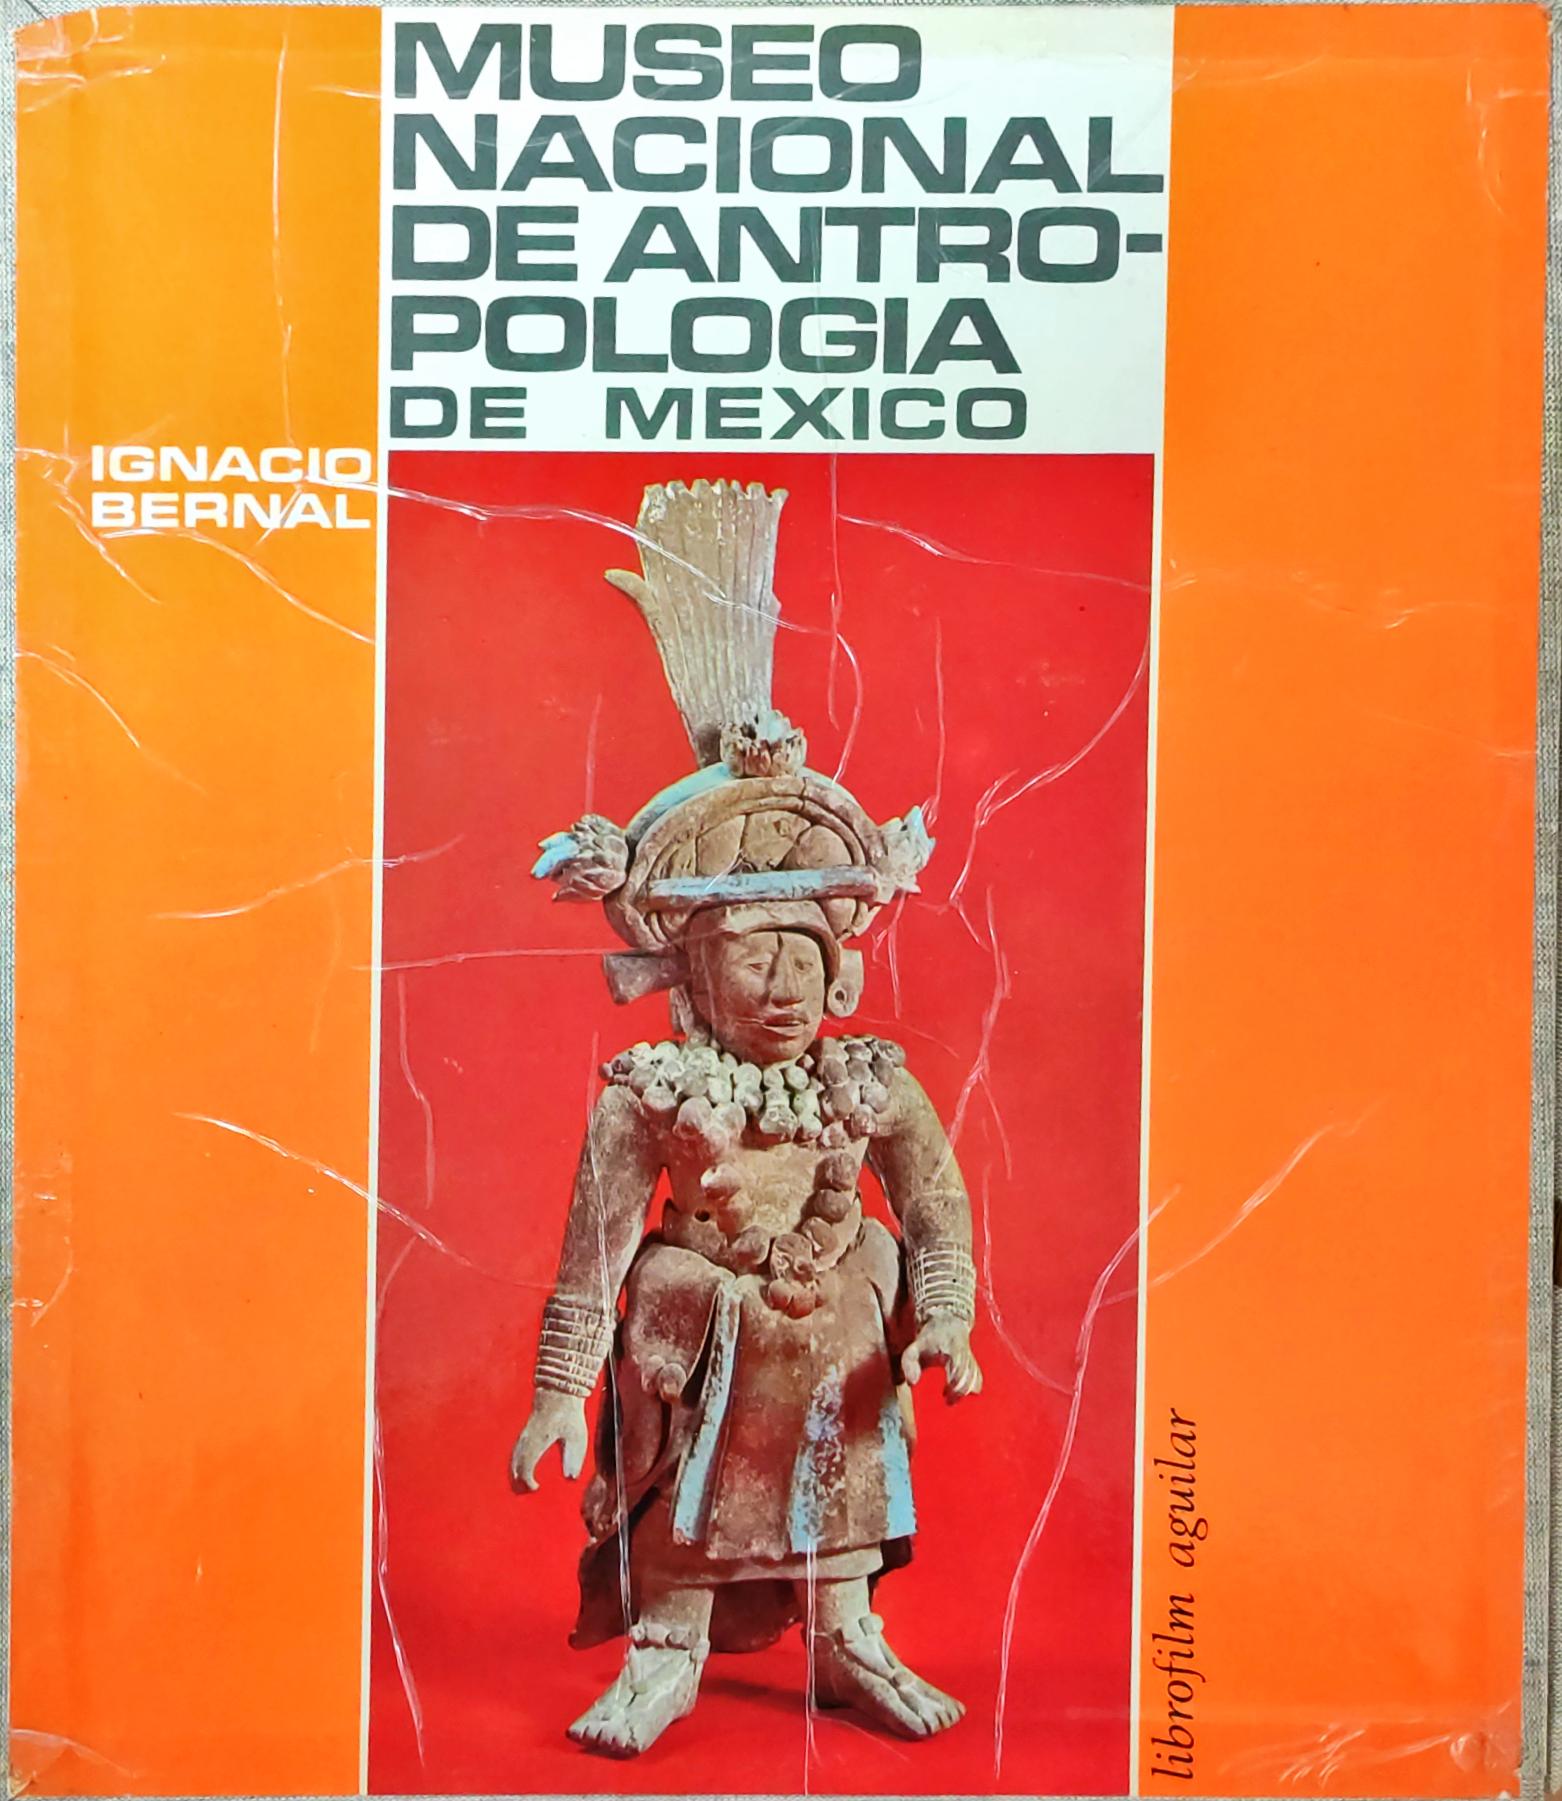 MUSEO
NACIONAL
DE ANTRO-
POLOGIA
DE MEXICO
IGNACIO
BERNAL
librofilm aguilar